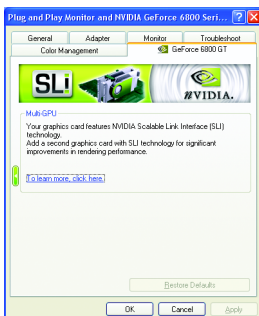 Plug and Play Monitor and NVIDIA GeForce 6800 Seri...
General Adapter Monitor Troubleshoot
Color Management GeForce 6800 GT
SLI NVIDIA.
Multi-GPU
Your graphics card features NVIDIA Scalable Link Interface (SLI)
technology.
Add a second graphics card with SLI technology for significant
improvements in rendering performance.
To learn more, click here.
Restore Defaults
OK Cancel Apply